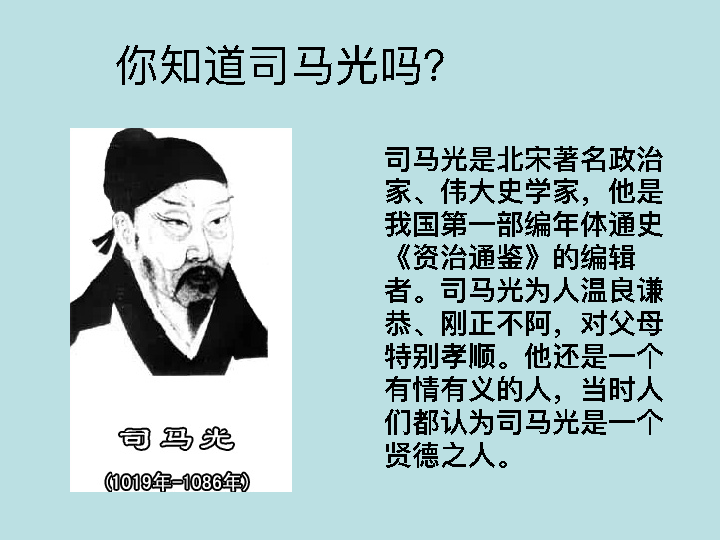 你知道司马光吗?
司马光是北宋著名政治
家、伟大史学家，他是
我国第一部编年体通史
《资治通鉴》的编辑
者。司马光为人温良谦
恭、刚正不阿，对父母
特别孝顺。他还是一个
有情有义的人，当时人
们都认为司马光是一个
贤德之人。
司马光
(1019年-1086年)